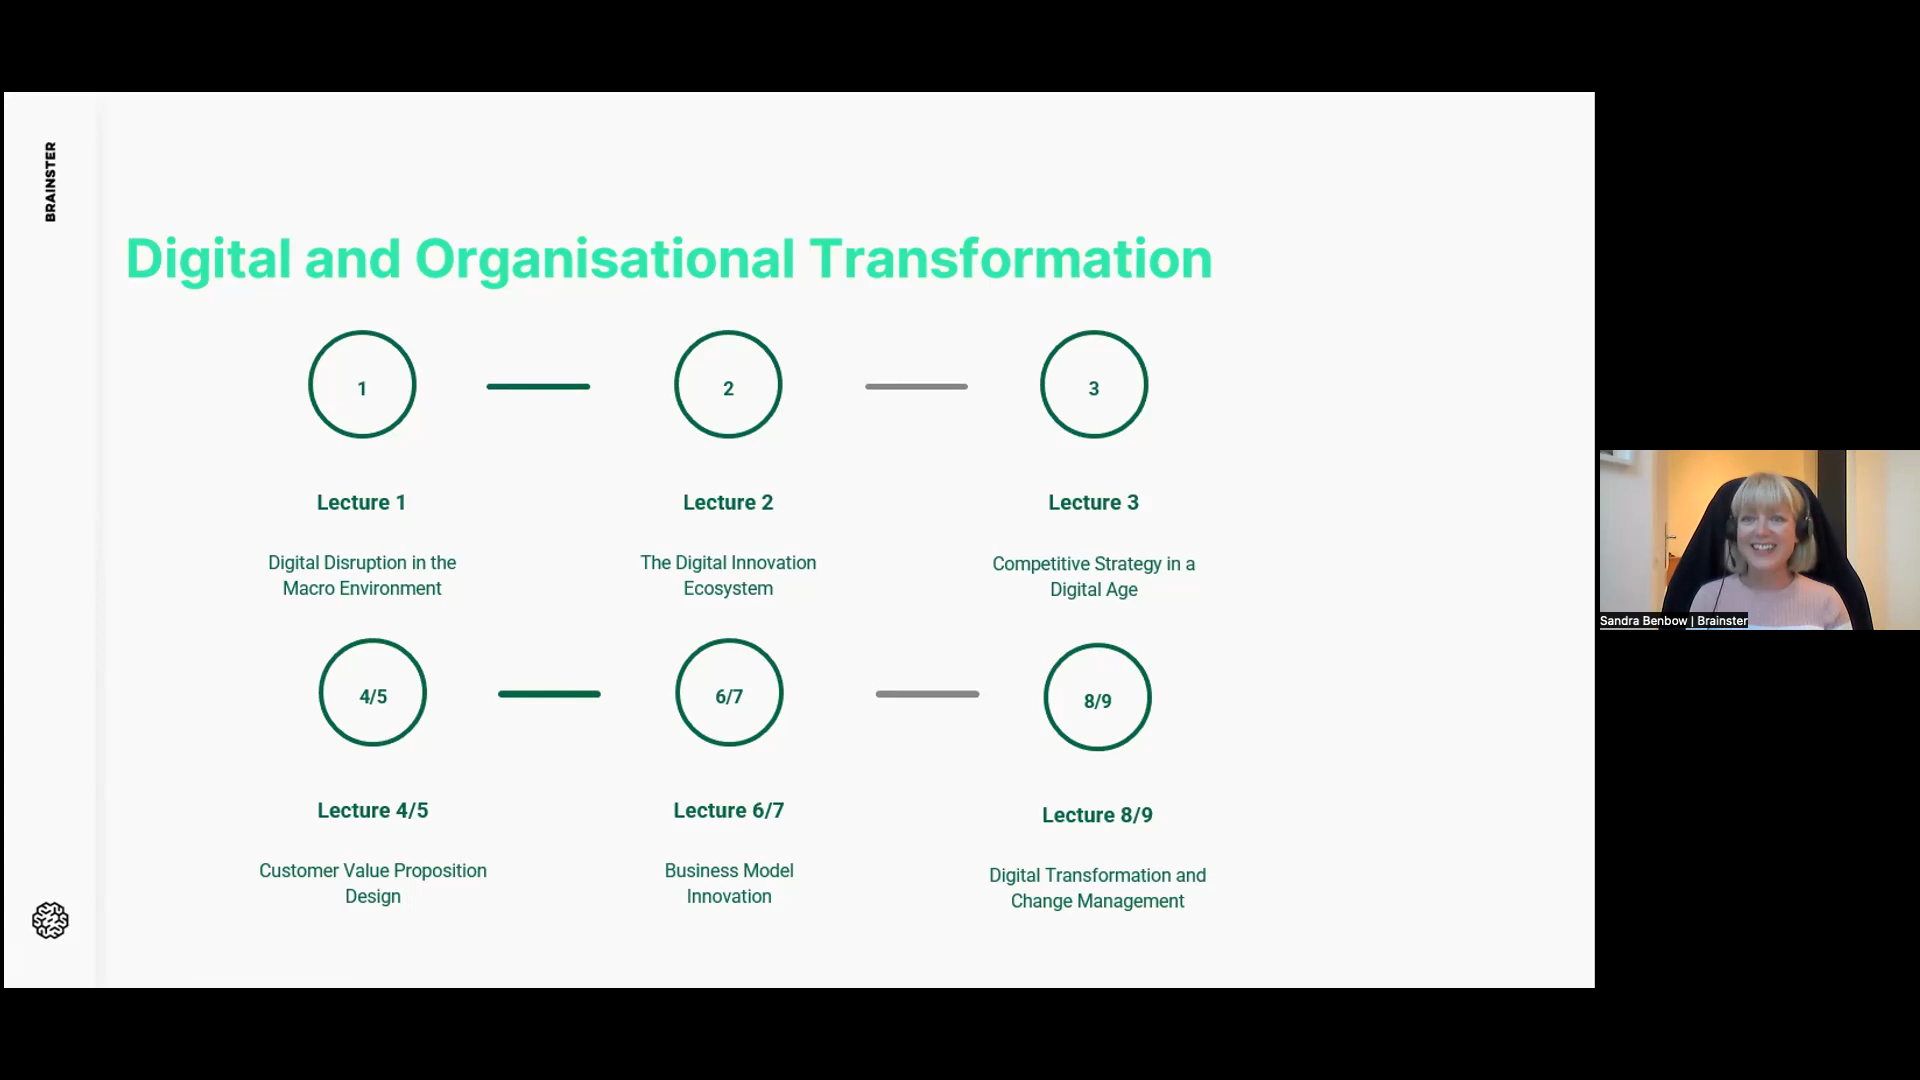 BRAINSTER
Digital and Organisational Transformation
1
2
3
Lecture 1
Lecture 2
Lecture 3
Digital Disruption in the
Macro Environment
The Digital Innovation
Ecosystem
Competitive Strategy in a
Digital Age
4/5
6/7
8/9
Lecture 4/5
Lecture 6/7
Lecture 8/9
Customer Value Proposition
Design
Business Model
Innovation
Digital Transformation and
Change Management
Sandra Benbow | Brainster